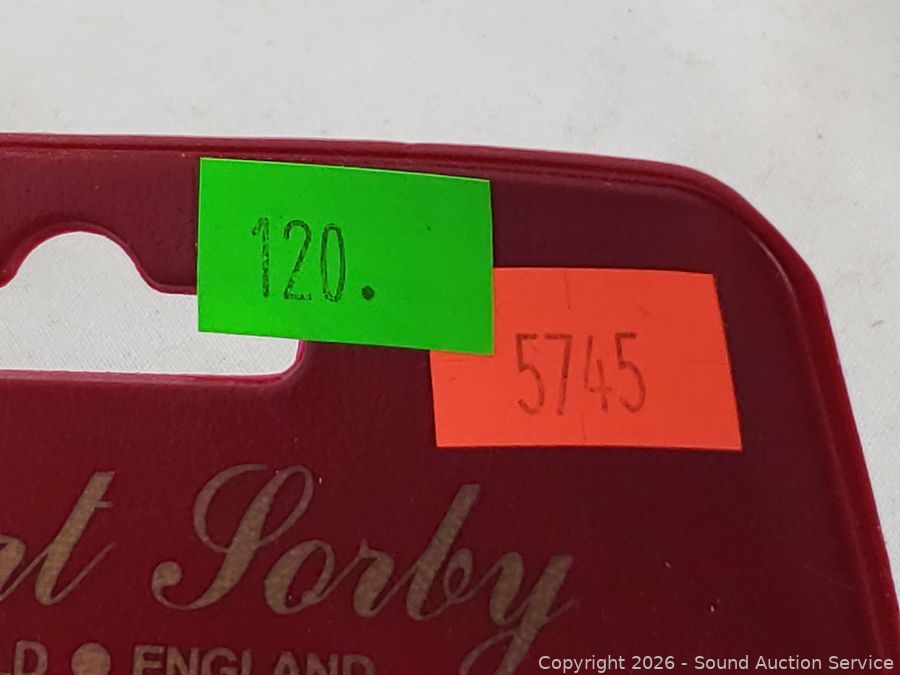 120.
5745
Sorby
ENGLAND
Copyright © 2026 - Sound Auction Service